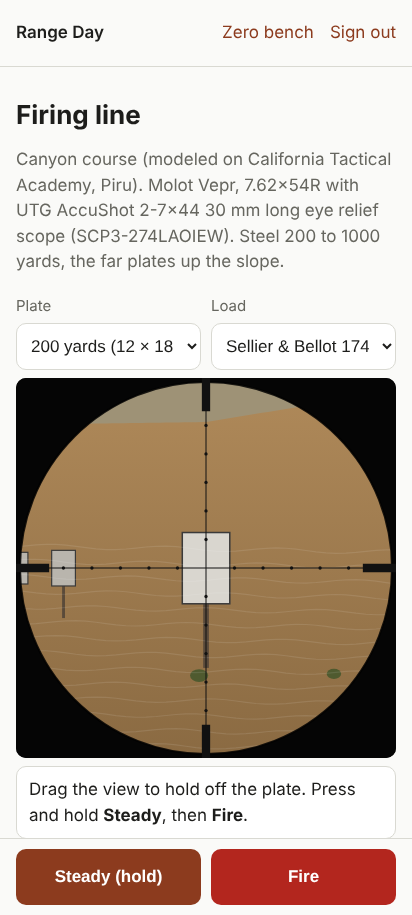 Range Day
Zero bench
Sign out
Firing line
Canyon course (modeled on California Tactical
Academy, Piru). Molot Vepr, 7.62×54R with
UTG AccuShot 2-7×44 30 mm long eye relief
scope (SCP3-274LAOIEW). Steel 200 to 1000
yards, the far plates up the slope.
Plate
Load
200 yards (12 × 18
Sellier & Bellot 174
Drag the view to hold off the plate. Press
and hold Steady, then Fire.
Steady (hold)
Fire